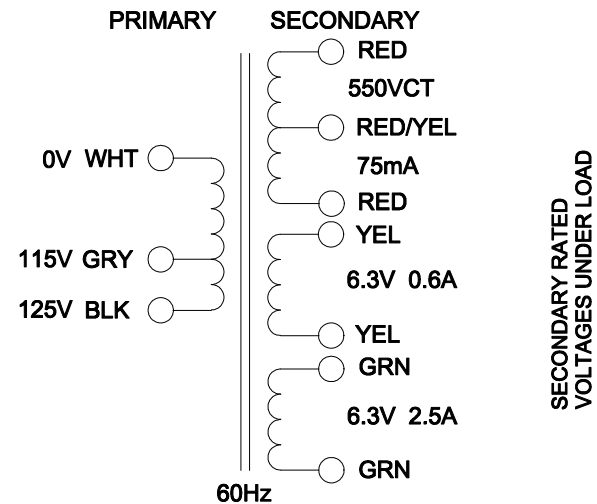 PRIMARY
SECONDARY
RED
550VCT
RED/YEL
75mA
RED
0V WHT
115V GRY
125V BLK
YEL
6.3V 0.6A
YEL
GRN
6.3V 2.5A
GRN
60Hz
SECONDARY RATED
VOLTAGES UNDER LOAD